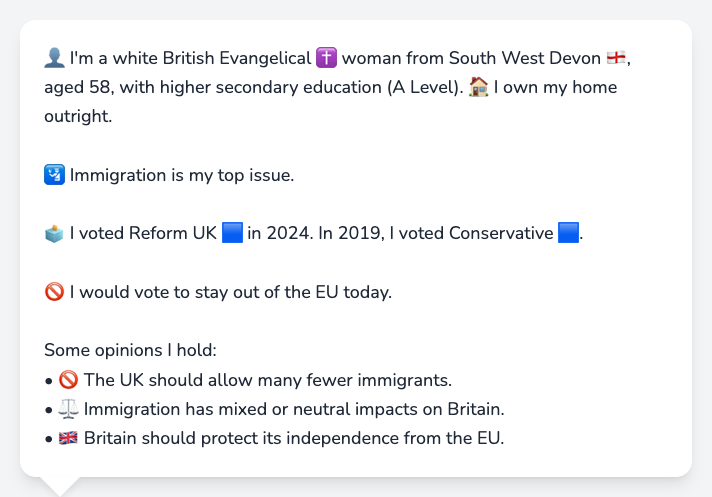 👤 I'm a white British Evangelical ✝️ woman from South West Devon 🏴󠁧󠁢󠁥󠁮󠁧󠁿,
aged 58, with higher secondary education (A Level). 🏠 I own my home
outright.
🛂 Immigration is my top issue.
🗳️ I voted Reform UK 🟦 in 2024. In 2019, I voted Conservative 🟦.
🚫 I would vote to stay out of the EU today.
Some opinions I hold:
• 🚫 The UK should allow many fewer immigrants.
• ⚖️ Immigration has mixed or neutral impacts on Britain.
• 🇬🇧 Britain should protect its independence from the EU.